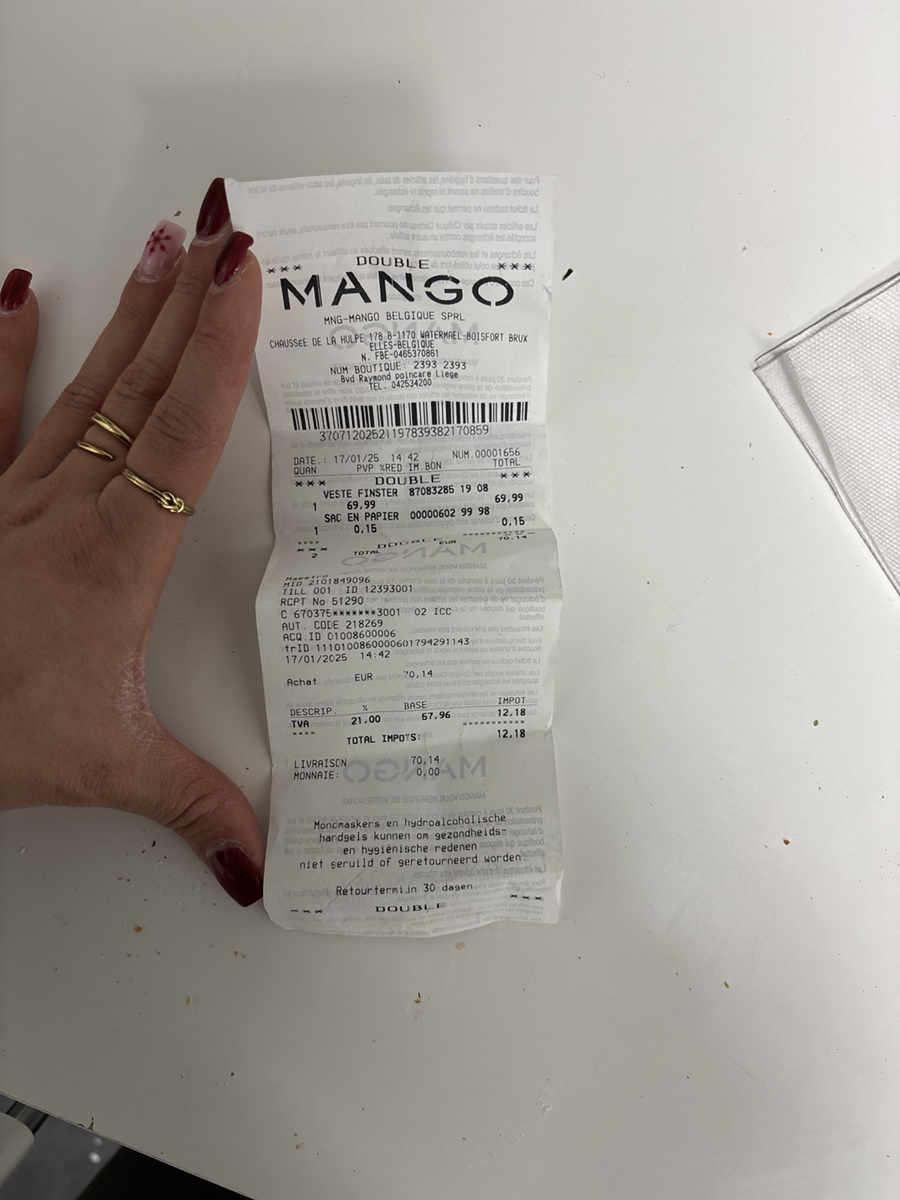 *** DOUBLE ***
MANGO
MNG-MANGO BELGIQUE SPRL
CHAUSSéE DE LA HULPE 178 B-1170 WATERMAEL-BOISFORT BRUX
ELLES-BELGIQUE
N. FBE-0465370861
NUM BOUTIQUE: 2393 2393
Bvd Raymond poincare Liege
TEL. 042534200
DATE.: 17/01/25 14 42 NUM.00001656
QUAN PVP %RED IM.BON TOTAL
*** DOUBLE ***
VESTE FINSTER 87083285 19 08
1 69,99 69,99
SAC EN PAPIER 00000602 99 98
1 0,15 0,15
---- ----------
*** DOUBLE
2 TOTAL EUR. 70,14
Maestro
MID 2101849096
TILL 001 ID 12393001
RCPT No 51290
C 670375*******3001 02 ICC
AUT. CODE 218269
ACQ.ID 01008600006
17/01/2025 14:42
Achat EUR 70,14
DESCRIP. % BASE IMPOT
TVA 21,00 57,96 12,18
---- ----------
TOTAL IMPOTS: 12,18
LIVRAISON 70,14
MONNAIE: 0,00
Mondmaskers en hydroalcoholische
handgels kunnen om gezondheids-
en hygiënische redenen
niet geruild of geretourneerd worden.
Retourtermijn 30 dagen.
*** DOUBLE ***